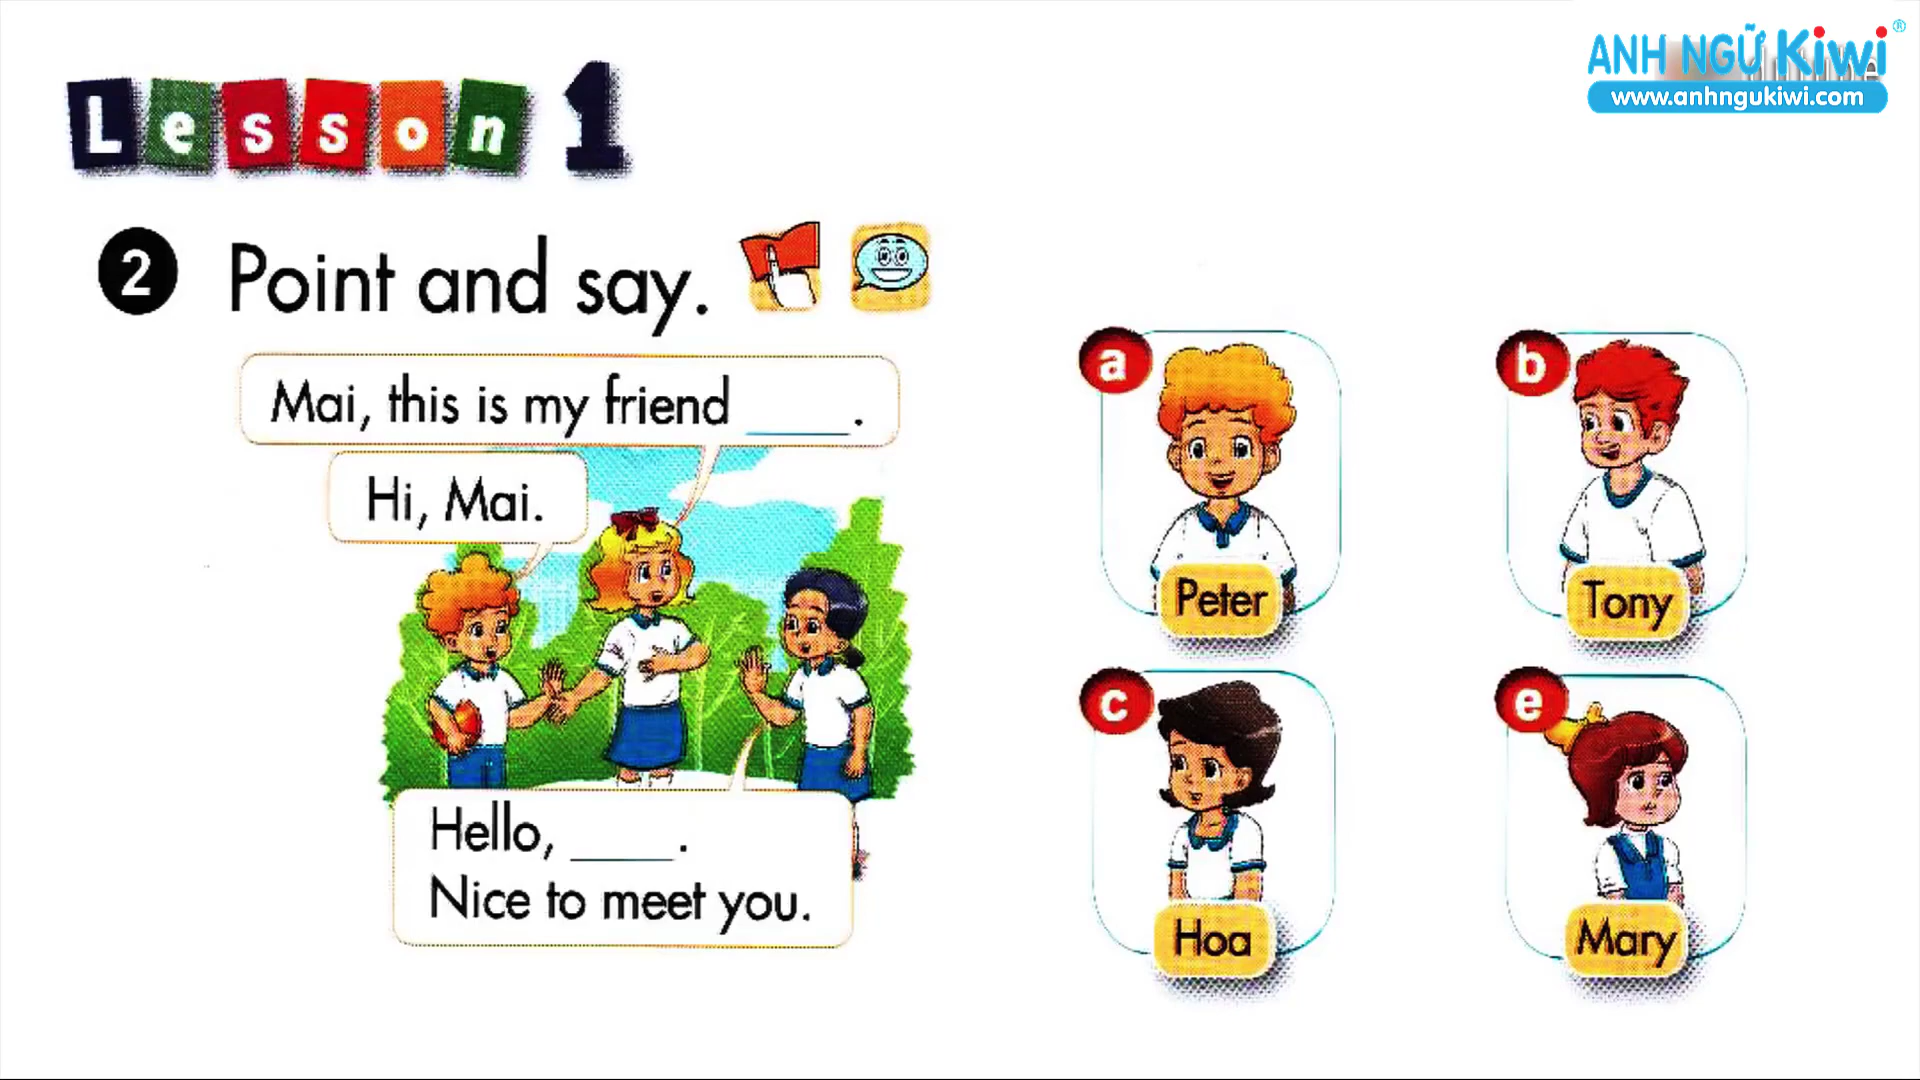 ANH NGỮ Kiwi®
www.anhngukiwi.com
Lesson 1
2 Point and say.
Mai, this is my friend ____.
Hi, Mai.
Hello, ____.
Nice to meet you.
a
Peter
b
Tony
c
Hoa
e
Mary